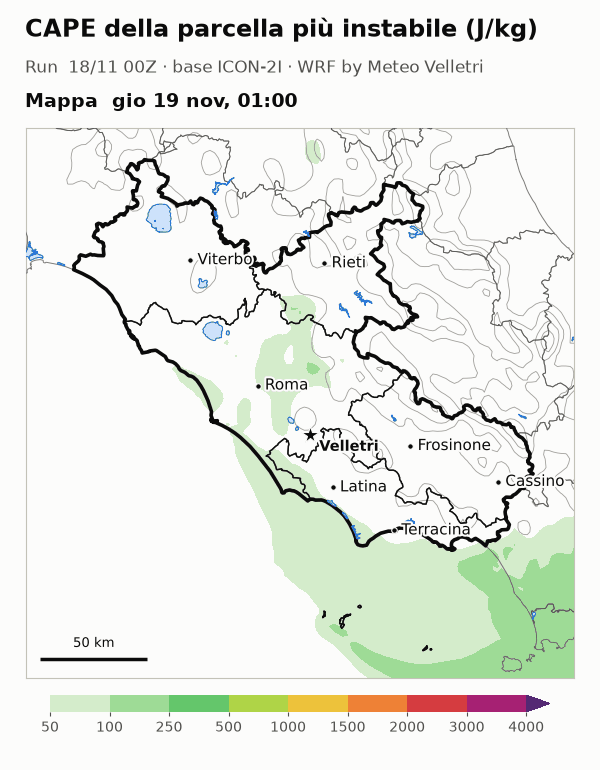 CAPE della parcella più instabile (J/kg)
Run  18/11 00Z · base ICON-2I · WRF by Meteo Velletri
Mappa  gio 19 nov, 01:00
Viterbo
Rieti
Roma
Velletri
Frosinone
Latina
Cassino
Terracina
50 km
50 100 250 500 1000 1500 2000 3000 4000